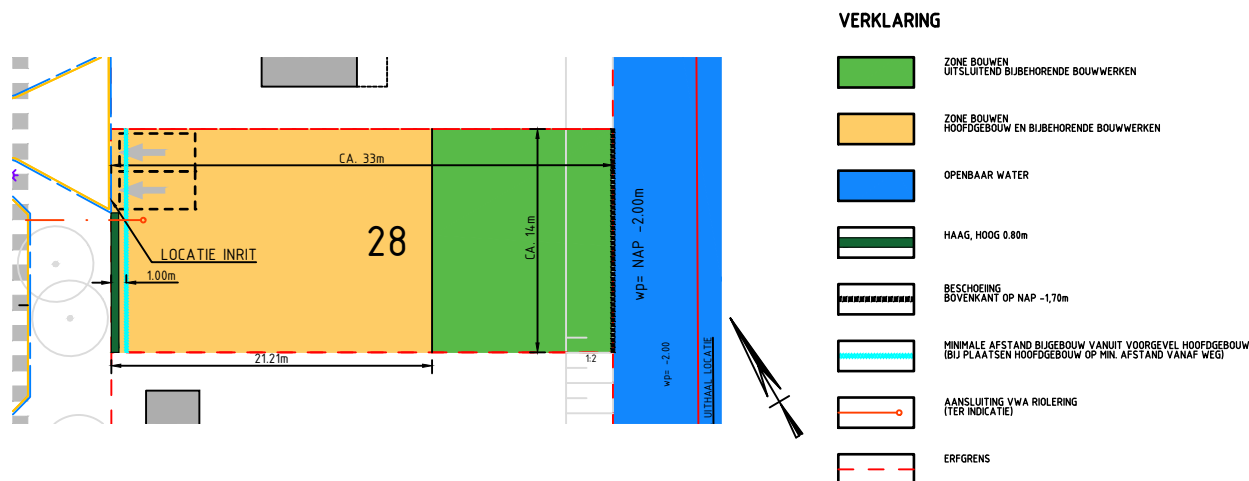 VERKLARING
ZONE BOUWEN
UITSLUITEND BIJBEHORENDE BOUWWERKEN
ZONE BOUWEN
HOOFDGEBOUW EN BIJBEHORENDE BOUWWERKEN
OPENBAAR WATER
HAAG, HOOG 0.80m
BESCHOEIING
BOVENKANT OP NAP -1,70m
MINIMALE AFSTAND BIJGEBOUW VANUIT VOORGEVEL HOOFDGEBOUW
(BIJ PLAATSEN HOOFDGEBOUW OP MIN. AFSTAND VANAF WEG)
AANSLUITING VWA RIOLERING
(TER INDICATIE)
ERFGRENS
CA. 33m
CA. 14m
28
LOCATIE INRIT
1.00m
21.21m
1:2
wp= NAP -2.00m
wp= -2.00
UITHAAL LOCATIE